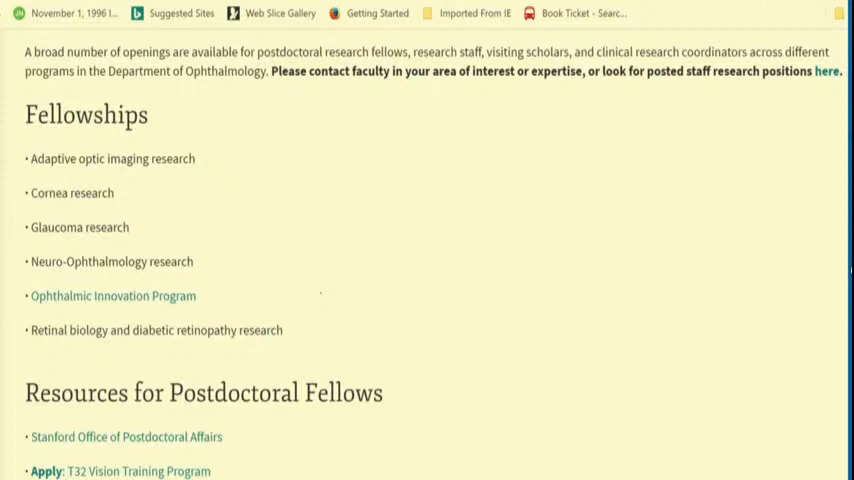 November 1, 1996 I... Suggested Sites Web Slice Gallery Getting Started Imported From IE Book Ticket - Searc...
A broad number of openings are available for postdoctoral research fellows, research staff, visiting scholars, and clinical research coordinators across different
programs in the Department of Ophthalmology. Please contact faculty in your area of interest or expertise, or look for posted staff research positions here.
Fellowships
• Adaptive optic imaging research
• Cornea research
• Glaucoma research
• Neuro-Ophthalmology research
• Ophthalmic Innovation Program
• Retinal biology and diabetic retinopathy research
Resources for Postdoctoral Fellows
• Stanford Office of Postdoctoral Affairs
• Apply: T32 Vision Training Program